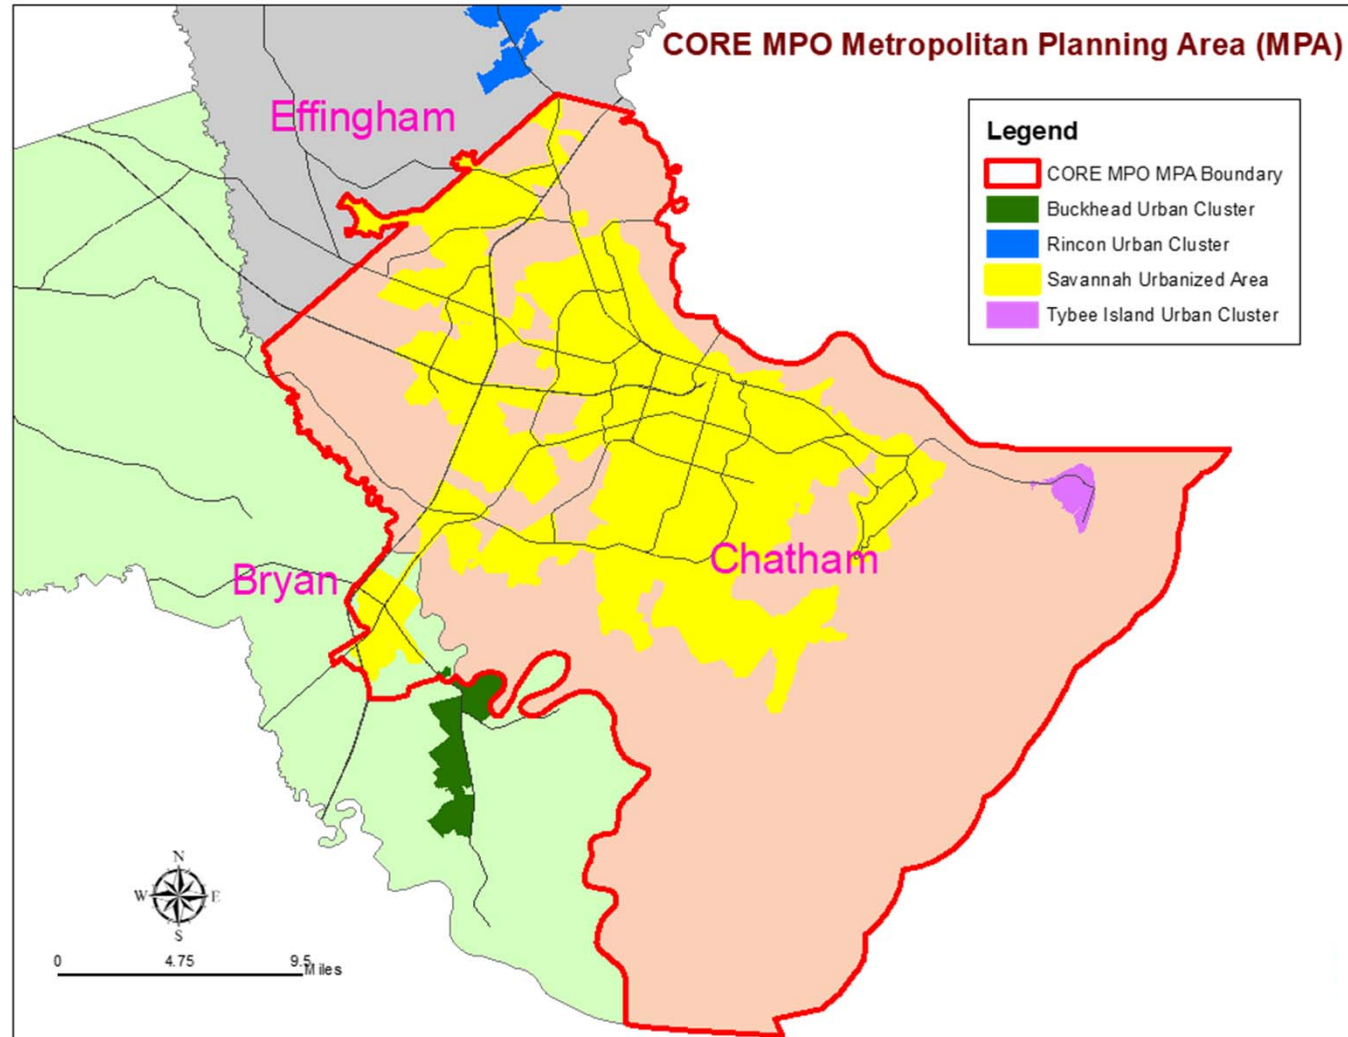 CORE MPO Metropolitan Planning Area (MPA)
Effingham
Legend
CORE MPO MPA Boundary
Buckhead Urban Cluster
Rincon Urban Cluster
Savannah Urbanized Area
Tybee Island Urban Cluster
Chatham
Bryan
N
W E
S
0 4.75 9.5
Miles